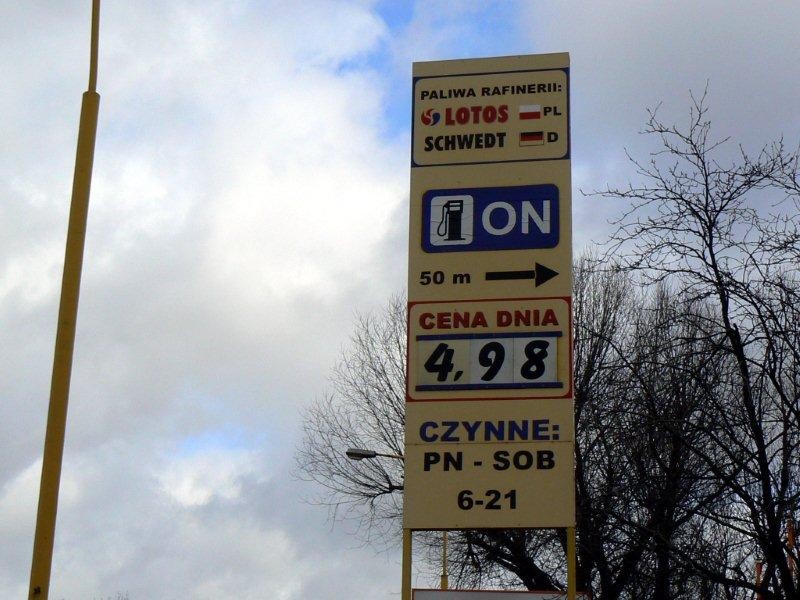 PALIWA RAFINERII:
LOTOS PL
SCHWEDT D
ON
50 m
CENA DNIA
4,98
CZYNNE:
PN - SOB
6-21